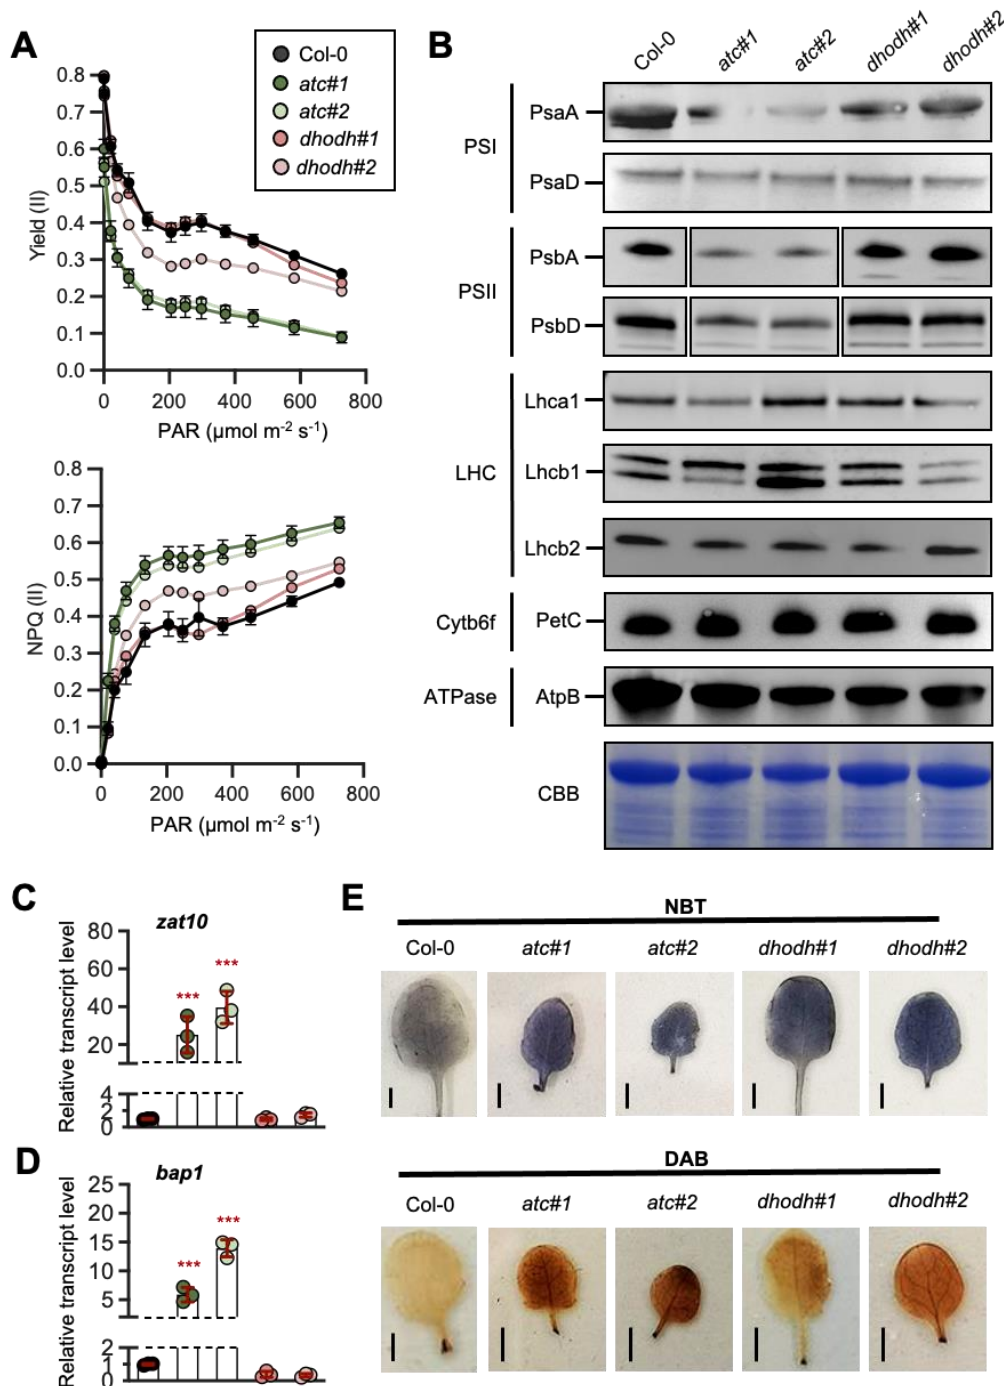 A
Col-0
atc#1
atc#2
dhodh#1
dhodh#2
0.8
0.7
0.6
0.5
0.4
0.3
0.2
0.1
0.0
Yield (II)
0 200 400 600 800
PAR (µmol m-2 s-1)
0.8
0.7
0.6
0.5
0.4
0.3
0.2
0.1
0.0
NPQ (II)
0 200 400 600 800
PAR (µmol m-2 s-1)
B
Col-0 atc#1 atc#2 dhodh#1 dhodh#2
PSI
PsaA
PsaD
PSII
PsbA
PsbD
LHC
Lhca1
Lhcb1
Lhcb2
Cytb6f PetC
ATPase AtpB
CBB
C
zat10
Relative transcript level
80
60
40
20
4
2
0
***
***
D
bap1
Relative transcript level
25
20
15
10
5
2
1
0
***
***
E
NBT
Col-0 atc#1 atc#2 dhodh#1 dhodh#2
DAB
Col-0 atc#1 atc#2 dhodh#1 dhodh#2